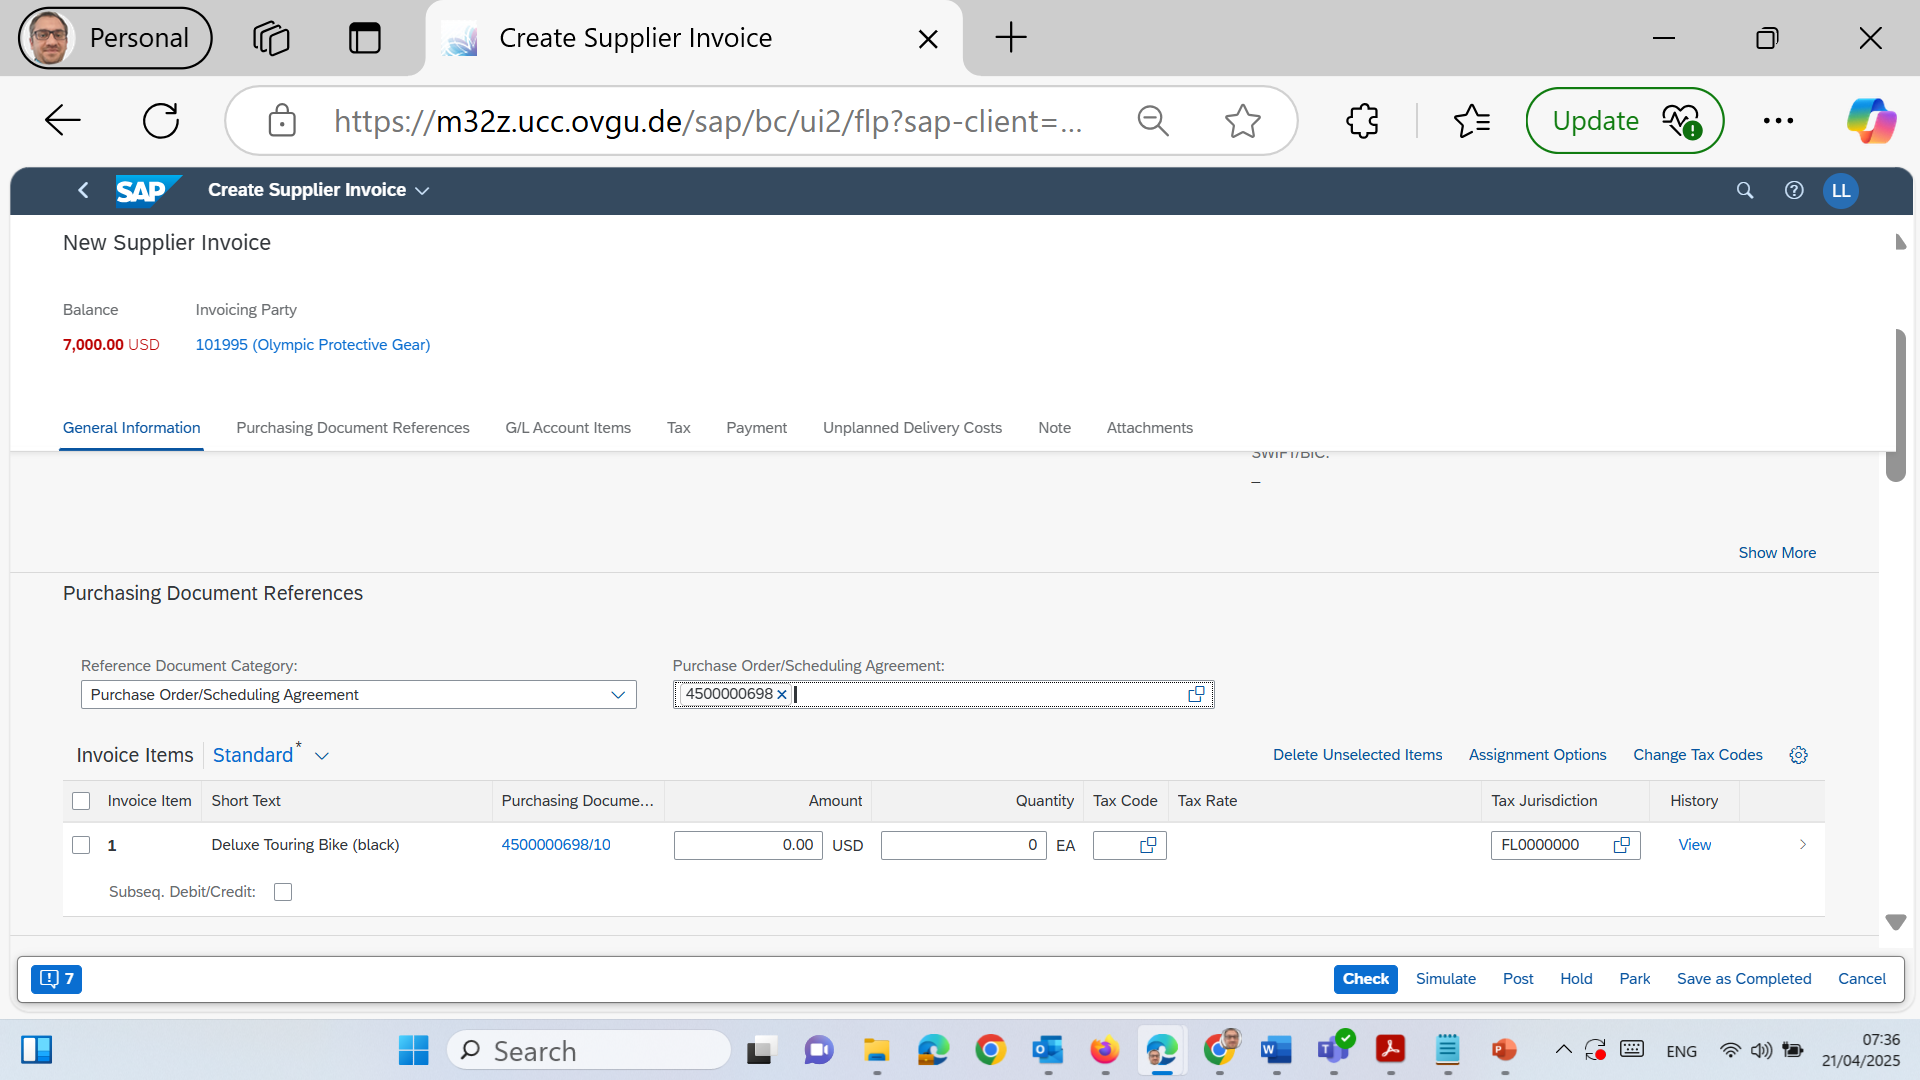 Personal
Create Supplier Invoice
https://m32z.ucc.ovgu.de/sap/bc/ui2/flp?sap-client=...
Update
SAP
Create Supplier Invoice
LL
New Supplier Invoice
Balance
Invoicing Party
7,000.00 USD
101995 (Olympic Protective Gear)
General Information
Purchasing Document References
G/L Account Items
Tax
Payment
Unplanned Delivery Costs
Note
Attachments
SWIFT/BIC:
–
Show More
Purchasing Document References
Reference Document Category:
Purchase Order/Scheduling Agreement:
Purchase Order/Scheduling Agreement
4500000698
Invoice Items
Standard*
Delete Unselected Items
Assignment Options
Change Tax Codes
Invoice Item
Short Text
Purchasing Docume...
Amount
Quantity
Tax Code
Tax Rate
Tax Jurisdiction
History
1
Deluxe Touring Bike (black)
4500000698/10
0.00 USD
0 EA
FL0000000
View
Subseq. Debit/Credit:
7
Check
Simulate
Post
Hold
Park
Save as Completed
Cancel
Search
ENG
07:36
21/04/2025